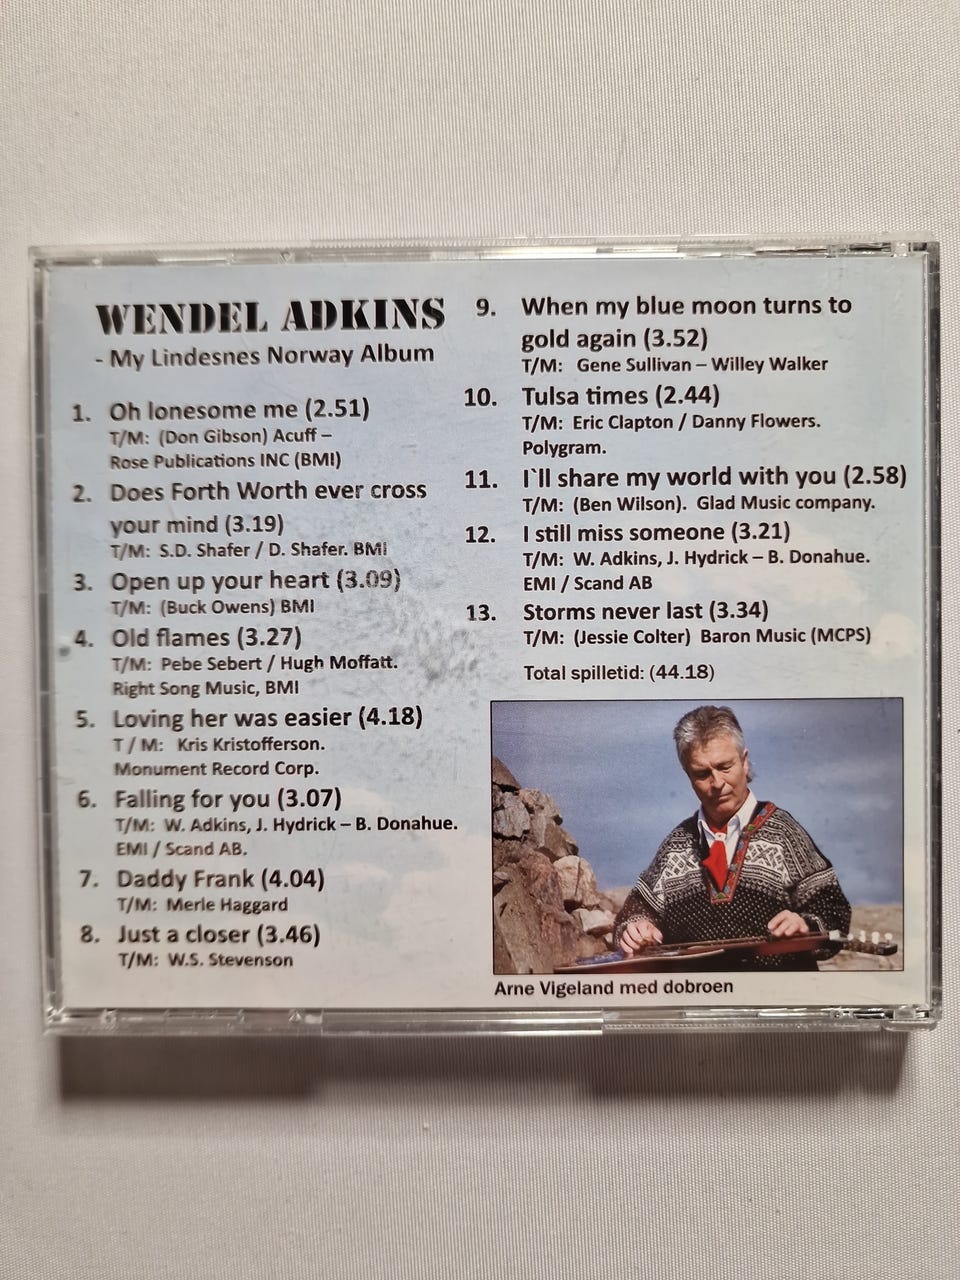 WENDEL ADKINS
- My Lindesnes Norway Album
1. Oh lonesome me (2.51)
T/M: (Don Gibson) Acuff –
Rose Publications INC (BMI)
2. Does Forth Worth ever cross
your mind (3.19)
T/M: S.D. Shafer / D. Shafer. BMI
3. Open up your heart (3.09)
T/M: (Buck Owens) BMI
4. Old flames (3.27)
T/M: Pebe Sebert / Hugh Moffatt.
Right Song Music, BMI
5. Loving her was easier (4.18)
T / M: Kris Kristofferson.
Monument Record Corp.
6. Falling for you (3.07)
T/M: W. Adkins, J. Hydrick – B. Donahue.
EMI / Scand AB.
7. Daddy Frank (4.04)
T/M: Merle Haggard
8. Just a closer (3.46)
T/M: W.S. Stevenson
9. When my blue moon turns to
gold again (3.52)
T/M: Gene Sullivan – Willey Walker
10. Tulsa times (2.44)
T/M: Eric Clapton / Danny Flowers.
Polygram.
11. I`ll share my world with you (2.58)
T/M: (Ben Wilson). Glad Music company.
12. I still miss someone (3.21)
T/M: W. Adkins, J. Hydrick – B. Donahue.
EMI / Scand AB
13. Storms never last (3.34)
T/M: (Jessie Colter) Baron Music (MCPS)
Total spilletid: (44.18)
Arne Vigeland med dobroen